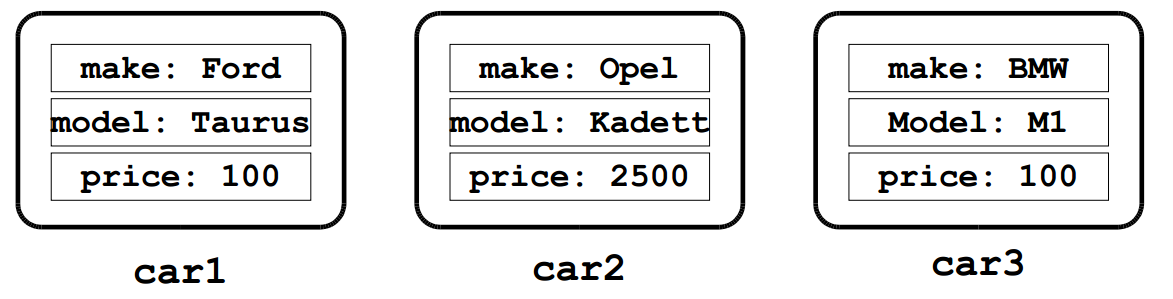 make: Ford
model: Taurus
price: 100
car1
make: Opel
model: Kadett
price: 2500
car2
make: BMW
Model: M1
price: 100
car3